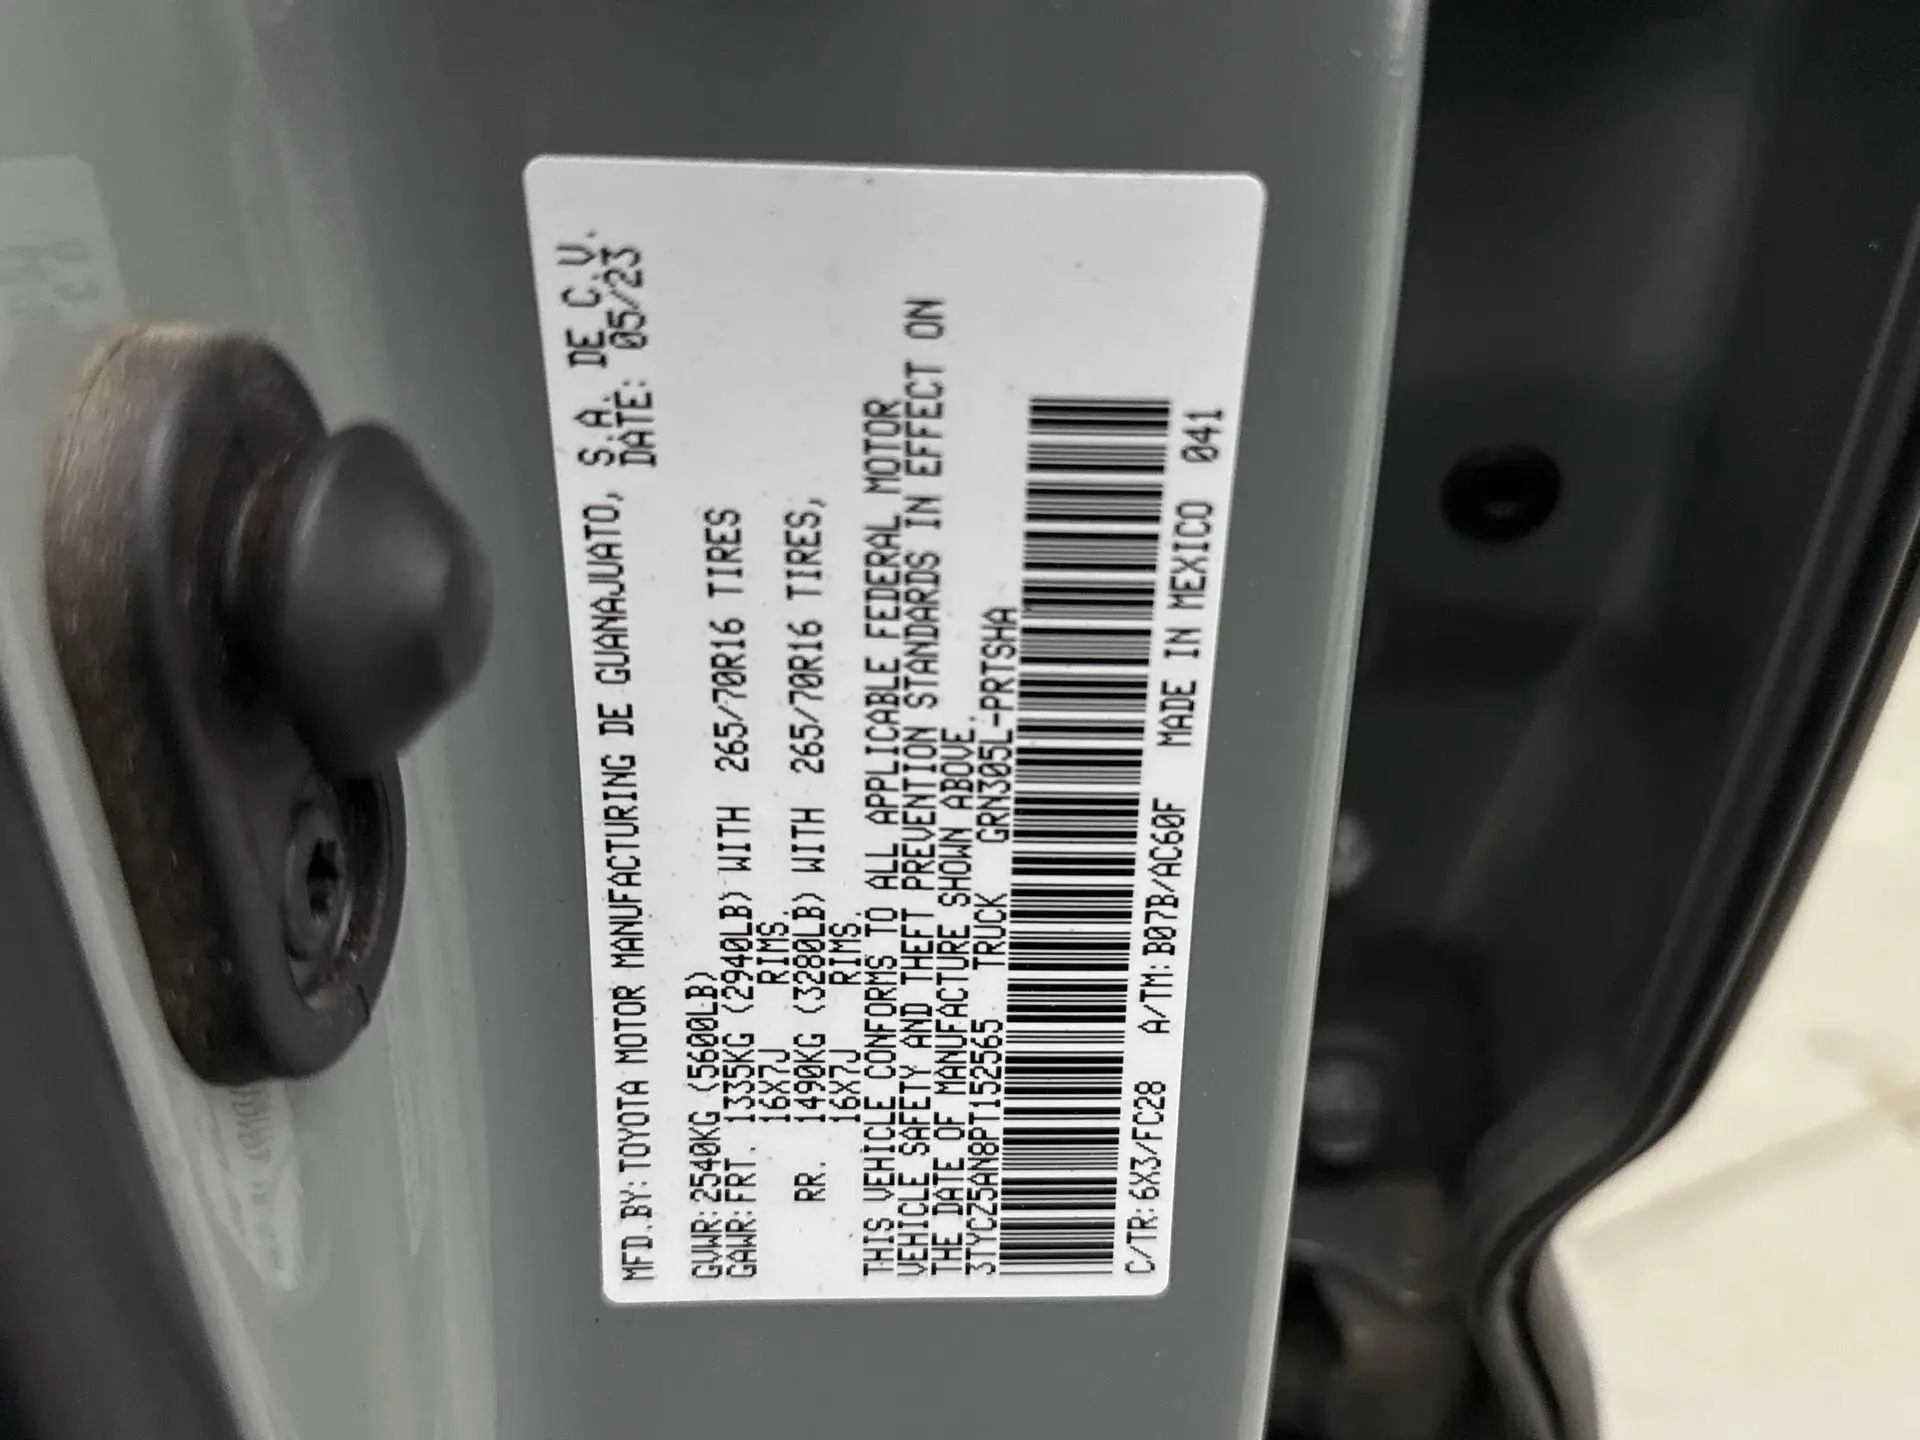 MFD.BY:TOYOTA MOTOR MANUFACTURING DE GUANAJUATO, S.A. DE C.V.
DATE: 05/23
GVWR:2540KG (5600LB)
GAWR:FRT. 1335KG (2940LB) WITH 265/70R16 TIRES
16X7J RIMS.
RR. 1490KG (3280LB) WITH 265/70R16 TIRES,
16X7J RIMS.
THIS VEHICLE CONFORMS TO ALL APPLICABLE FEDERAL MOTOR
VEHICLE SAFETY AND THEFT PREVENTION STANDARDS IN EFFECT ON
THE DATE OF MANUFACTURE SHOWN ABOVE.
3TYCZ5AN8PT152565 TRUCK GRN305L-PRTSHA
C/TR:6X3/FC28 A/TM:B07B/AC60F MADE IN MEXICO 041